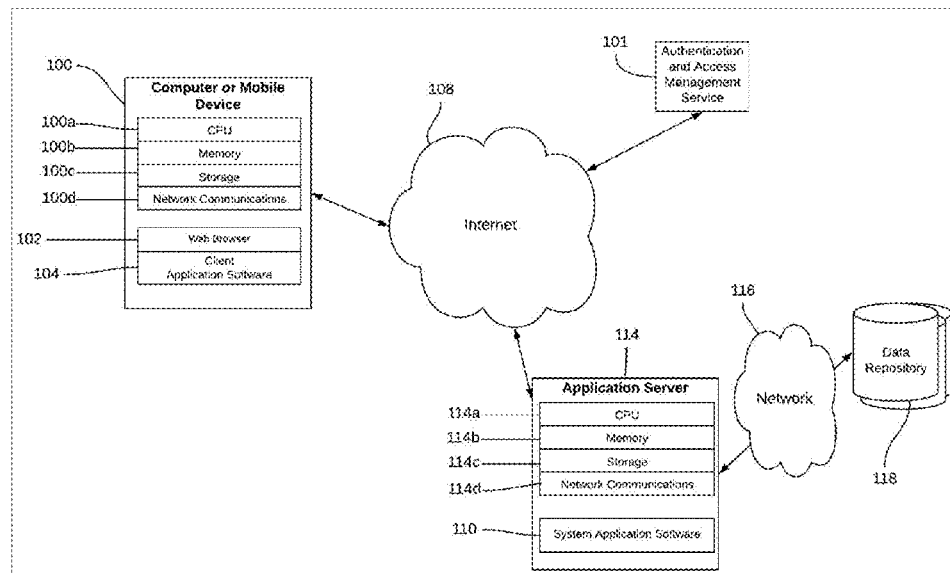 100
Computer or Mobile
Device
100a
CPU
100b
Memory
100c
Storage
100d
Network Communications
102
Web Browser
104
Client
Application Software
108
Internet
101
Authentication
and Access
Management
Service
114
Application Server
114a
CPU
114b
Memory
114c
Storage
114d
Network Communications
110
System Application Software
116
Network
Data
Repository
118